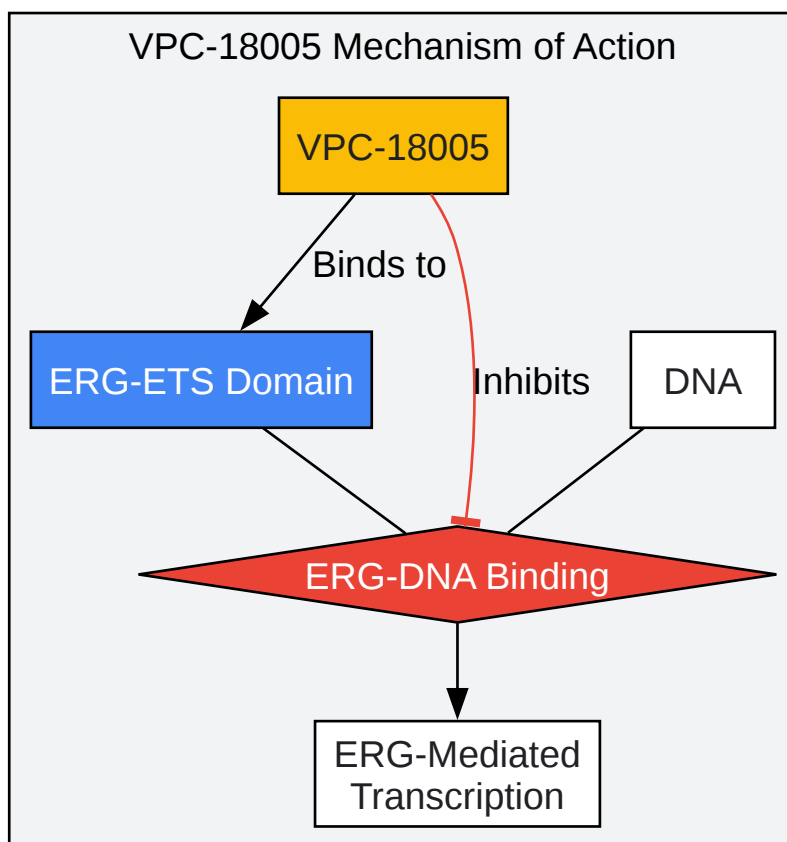 VPC-18005 Mechanism of Action
VPC-18005
Binds to
ERG-ETS Domain
Inhibits
DNA
ERG-DNA Binding
ERG-Mediated
Transcription